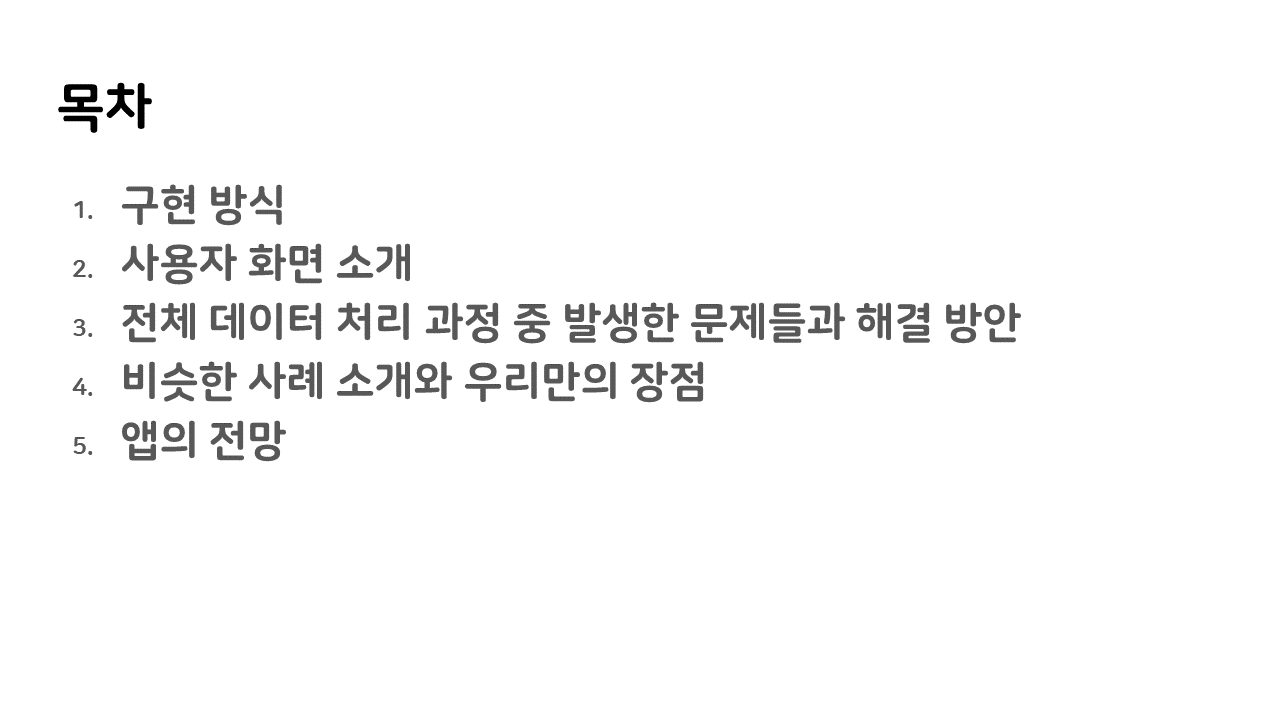 목차
1. 구현 방식
2. 사용자 화면 소개
3. 전체 데이터 처리 과정 중 발생한 문제들과 해결 방안
4. 비슷한 사례 소개와 우리만의 장점
5. 앱의 전망